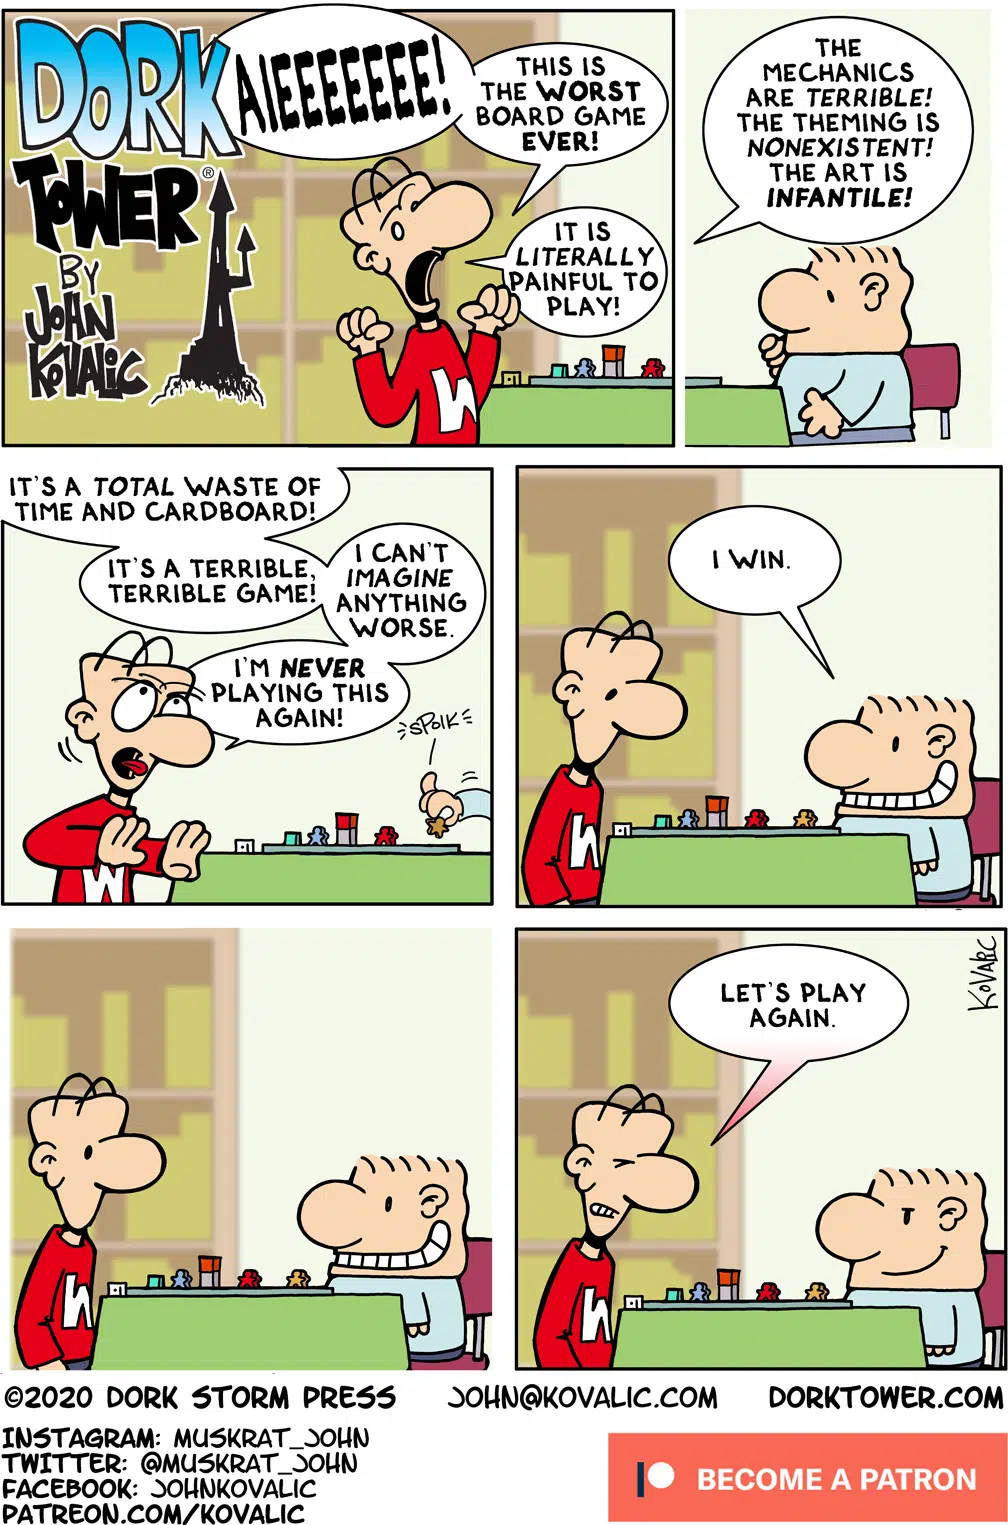 DORK
TOWER®
BY
JOHN
KOVALIC
AIEEEEEEE!
THIS IS
THE WORST
BOARD GAME
EVER!
IT IS
LITERALLY
PAINFUL TO
PLAY!
W
THE
MECHANICS
ARE TERRIBLE!
THE THEMING IS
NONEXISTENT!
THE ART IS
INFANTILE!
IT'S A TOTAL WASTE OF
TIME AND CARDBOARD!
IT'S A TERRIBLE,
TERRIBLE GAME!
I CAN'T
IMAGINE
ANYTHING
WORSE.
I'M NEVER
PLAYING THIS
AGAIN!
SPOIK
W
I WIN.
W
W
LET'S PLAY
AGAIN.
W
KOVALIC
©2020 DORK STORM PRESS JOHN@KOVALIC.COM DORKTOWER.COM
INSTAGRAM: MUSKRAT_JOHN
TWITTER: @MUSKRAT_JOHN
FACEBOOK: JOHNKOVALIC
PATREON.COM/KOVALIC
BECOME A PATRON